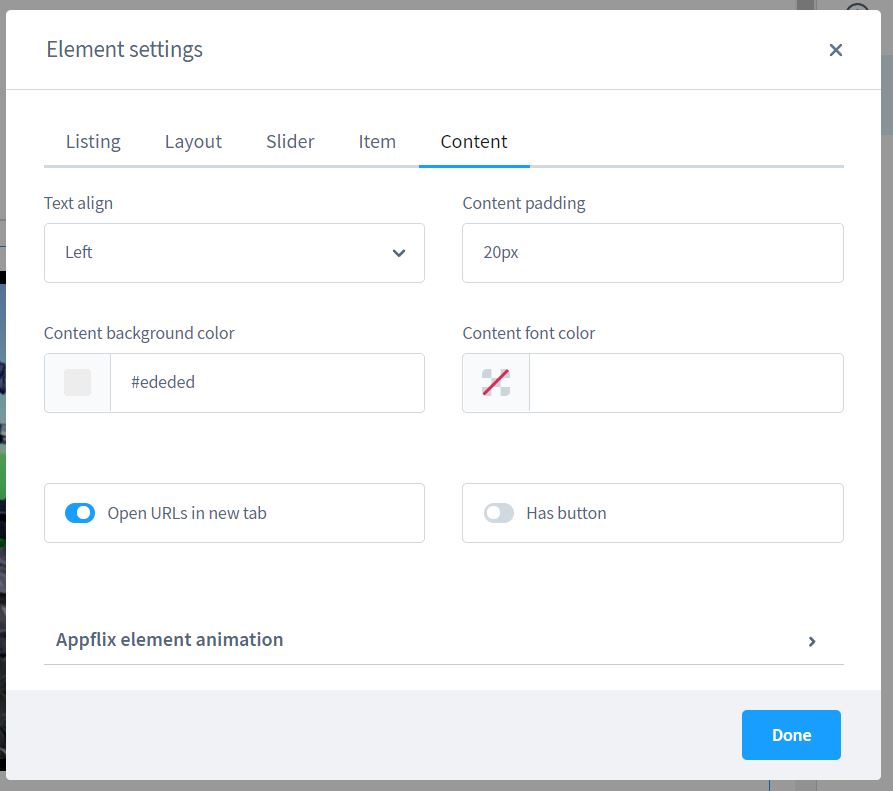 Element settings
Listing Layout Slider Item Content
Text align Content padding
Left 20px
Content background color Content font color
#ededed
Open URLs in new tab Has button
Appflix element animation
Done